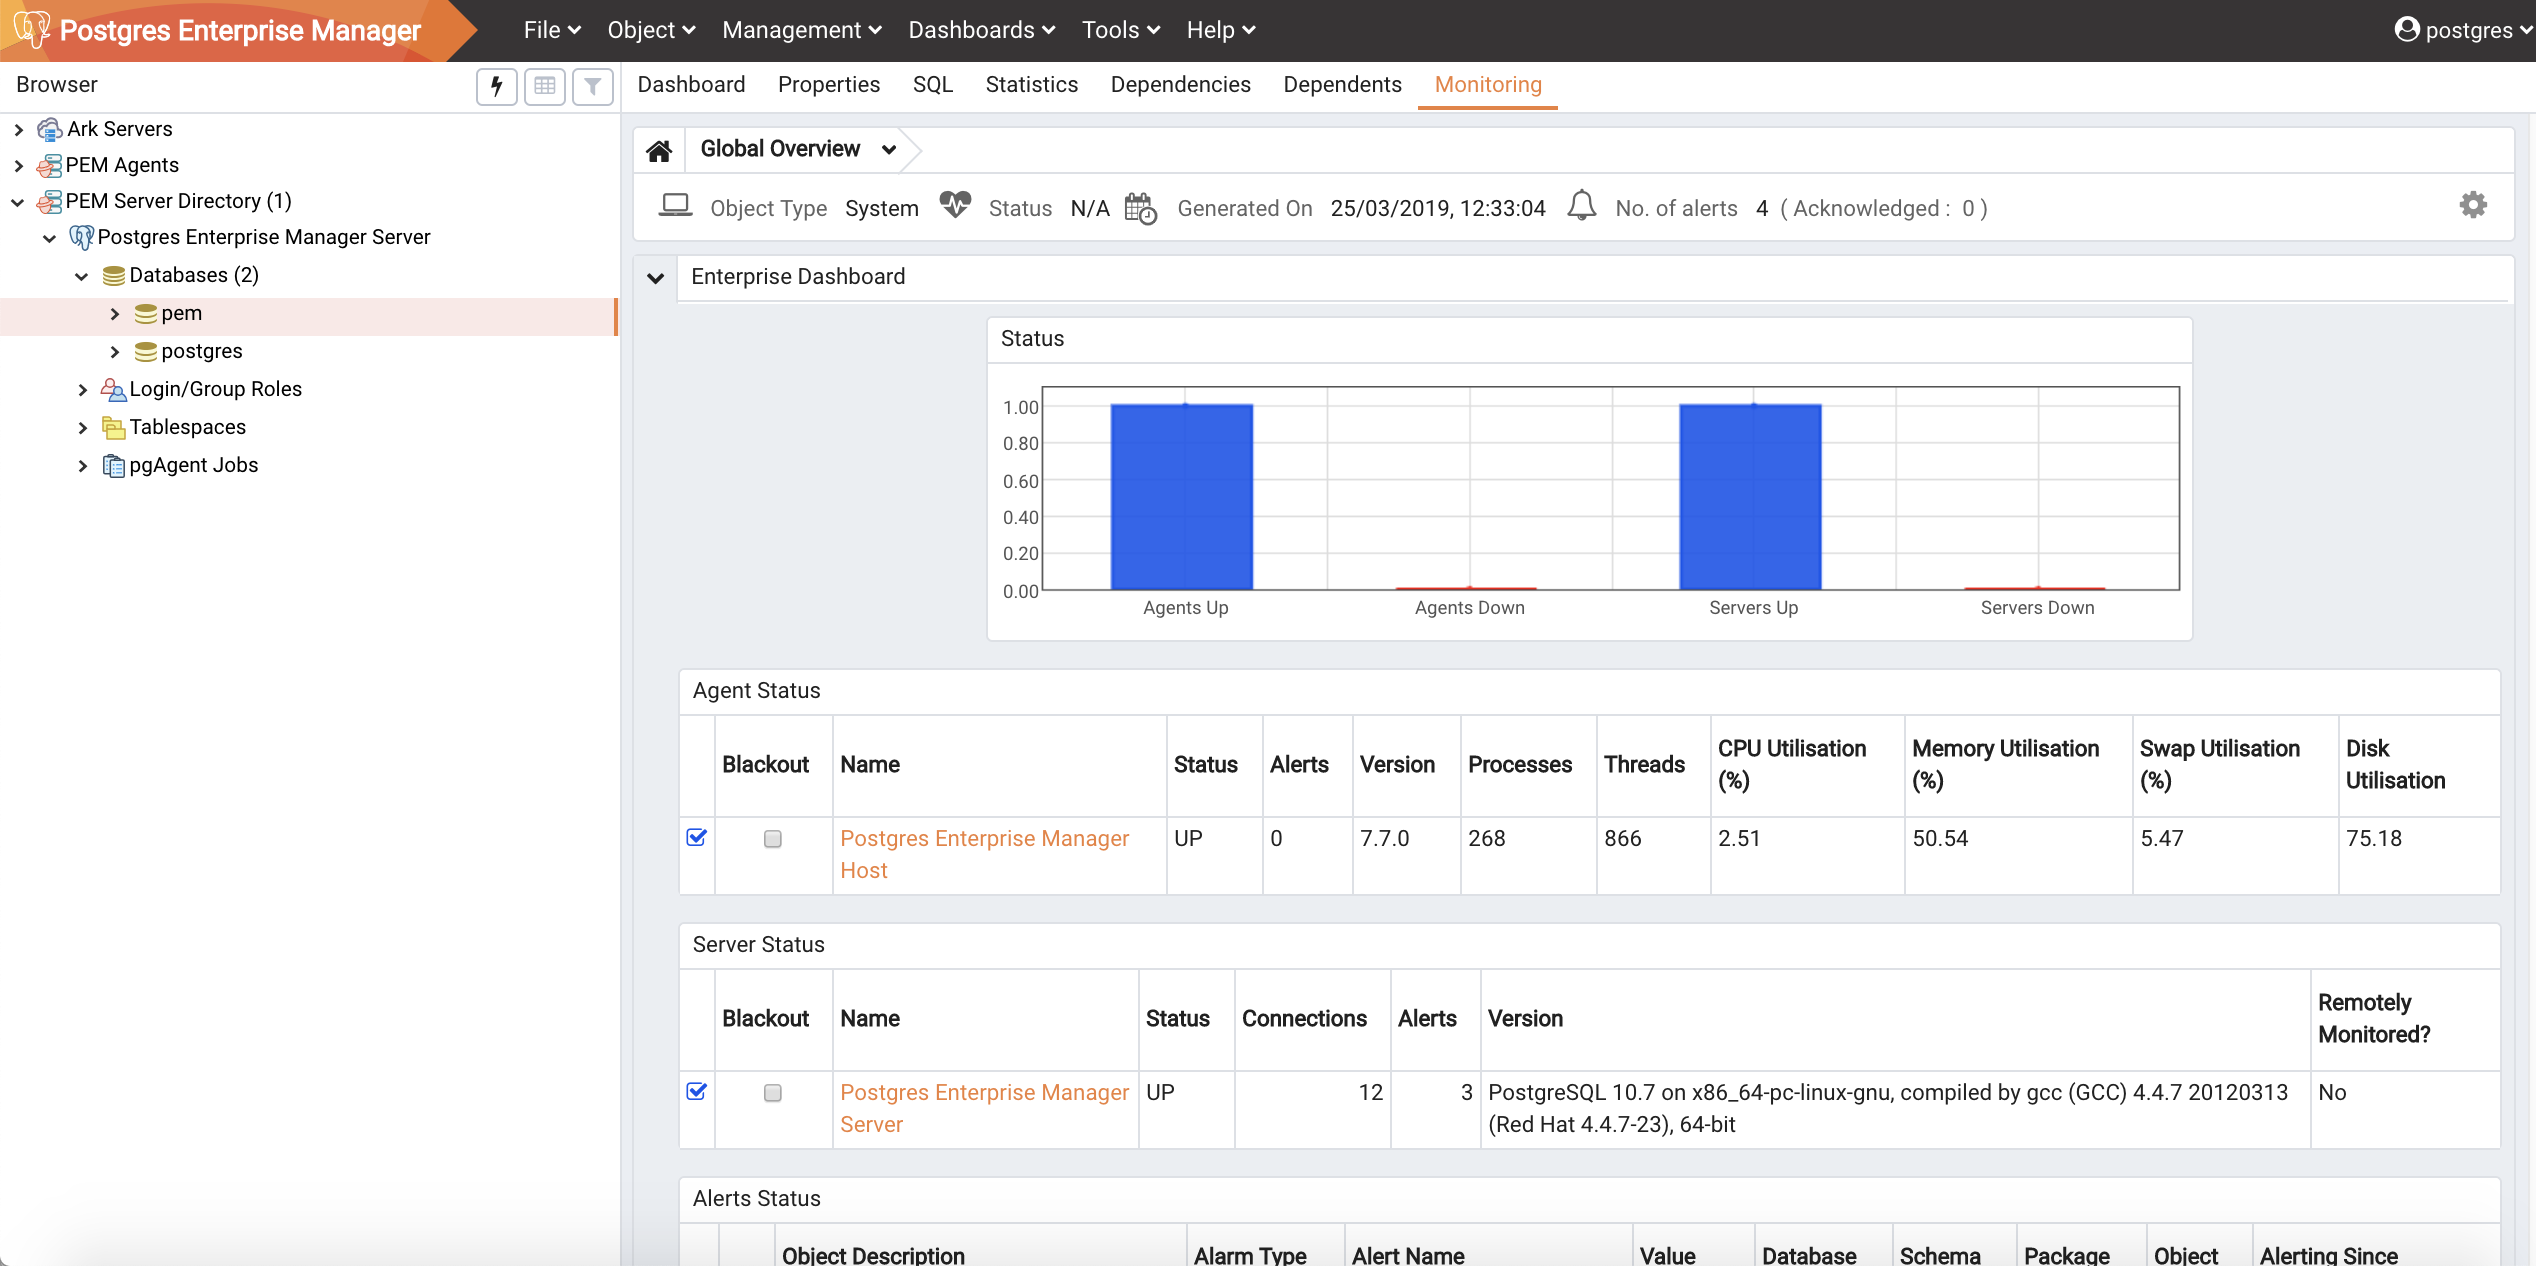 Postgres Enterprise Manager
File
Object
Management
Dashboards
Tools
Help
postgres
Browser
Dashboard
Properties
SQL
Statistics
Dependencies
Dependents
Monitoring
Ark Servers
PEM Agents
PEM Server Directory (1)
Postgres Enterprise Manager Server
Databases (2)
pem
postgres
Login/Group Roles
Tablespaces
pgAgent Jobs
Global Overview
Object Type System Status N/A Generated On 25/03/2019, 12:33:04 No. of alerts 4 ( Acknowledged : 0 )
Enterprise Dashboard
Status
1.00
0.80
0.60
0.40
0.20
0.00
Agents Up
Agents Down
Servers Up
Servers Down
Agent Status
Blackout
Name
Status
Alerts
Version
Processes
Threads
CPU Utilisation
(%)
Memory Utilisation
(%)
Swap Utilisation
(%)
Disk
Utilisation
Postgres Enterprise Manager
Host
UP
0
7.7.0
268
866
2.51
50.54
5.47
75.18
Server Status
Blackout
Name
Status
Connections
Alerts
Version
Remotely
Monitored?
Postgres Enterprise Manager
Server
UP
12
3
PostgreSQL 10.7 on x86_64-pc-linux-gnu, compiled by gcc (GCC) 4.4.7 20120313
(Red Hat 4.4.7-23), 64-bit
No
Alerts Status
Object Description
Alarm Type
Alert Name
Value
Database
Schema
Package
Object
Alerting Since